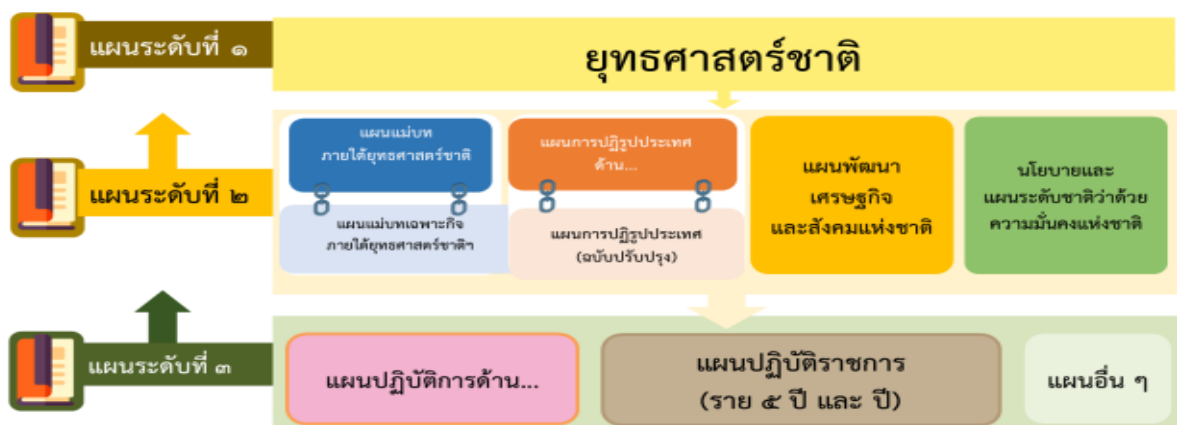 แผนระดับที่ ๑
ยุทธศาสตร์ชาติ
แผนระดับที่ ๒
แผนแม่บท
ภายใต้ยุทธศาสตร์ชาติ
แผนแม่บทเฉพาะกิจ
ภายใต้ยุทธศาสตร์ชาติฯ
แผนการปฏิรูปประเทศ
ด้าน...
แผนการปฏิรูปประเทศ
(ฉบับปรับปรุง)
แผนพัฒนา
เศรษฐกิจ
และสังคมแห่งชาติ
นโยบายและ
แผนระดับชาติว่าด้วย
ความมั่นคงแห่งชาติ
แผนระดับที่ ๓
แผนปฏิบัติการด้าน...
แผนปฏิบัติราชการ
(ราย ๕ ปี และ ปี)
แผนอื่น ๆ